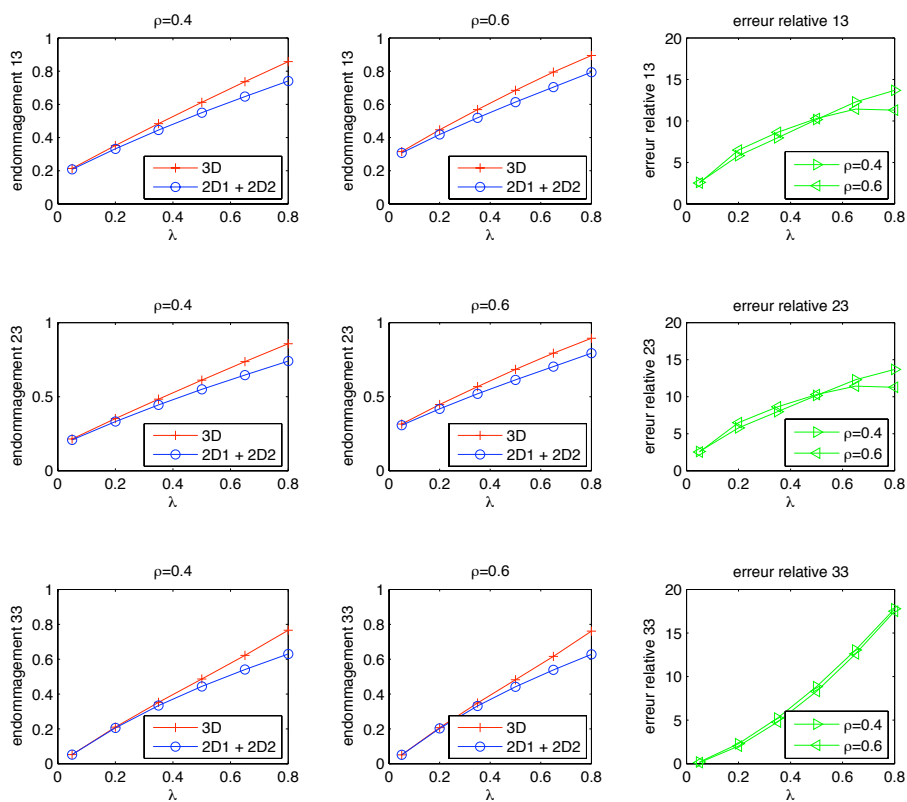 ρ=0.4
endommagement 13
1
0.8
0.6
0.4
0.2
0
0 0.2 0.4 0.6 0.8
λ
3D
2D1 + 2D2
ρ=0.6
endommagement 13
1
0.8
0.6
0.4
0.2
0
0 0.2 0.4 0.6 0.8
λ
3D
2D1 + 2D2
erreur relative 13
erreur relative 13
20
15
10
5
0
0 0.2 0.4 0.6 0.8
λ
ρ=0.4
ρ=0.6
ρ=0.4
endommagement 23
1
0.5
0
0 0.2 0.4 0.6 0.8
λ
3D
2D1 + 2D2
ρ=0.6
endommagement 23
1
0.5
0
0 0.2 0.4 0.6 0.8
λ
3D
2D1 + 2D2
erreur relative 23
erreur relative 23
20
15
10
5
0
0 0.2 0.4 0.6 0.8
λ
ρ=0.4
ρ=0.6
ρ=0.4
endommagement 33
1
0.8
0.6
0.4
0.2
0
0 0.2 0.4 0.6 0.8
λ
3D
2D1 + 2D2
ρ=0.6
endommagement 33
1
0.8
0.6
0.4
0.2
0
0 0.2 0.4 0.6 0.8
λ
3D
2D1 + 2D2
erreur relative 33
erreur relative 33
20
15
10
5
0
0 0.2 0.4 0.6 0.8
λ
ρ=0.4
ρ=0.6